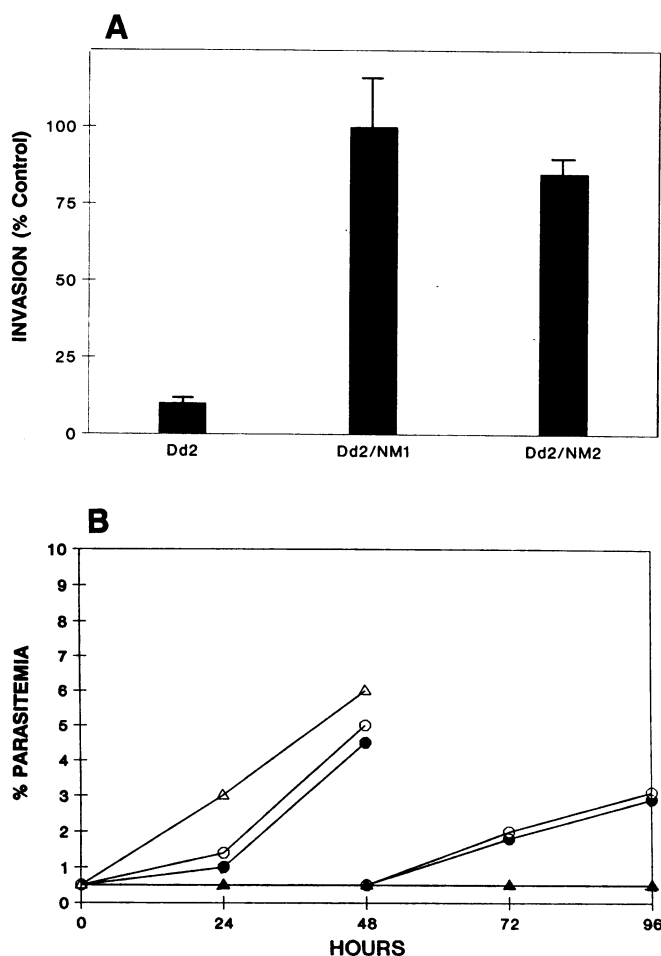 A
INVASION (% Control)
100
75
50
25
0
Dd2
Dd2/NM1
Dd2/NM2
B
% PARASITEMIA
10
9
8
7
6
5
4
3
2
1
0
0
24
48
72
96
HOURS